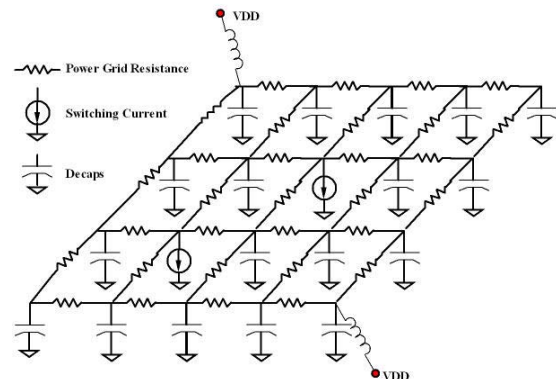 VDD
Power Grid Resistance
Switching Current
Decaps
VDD